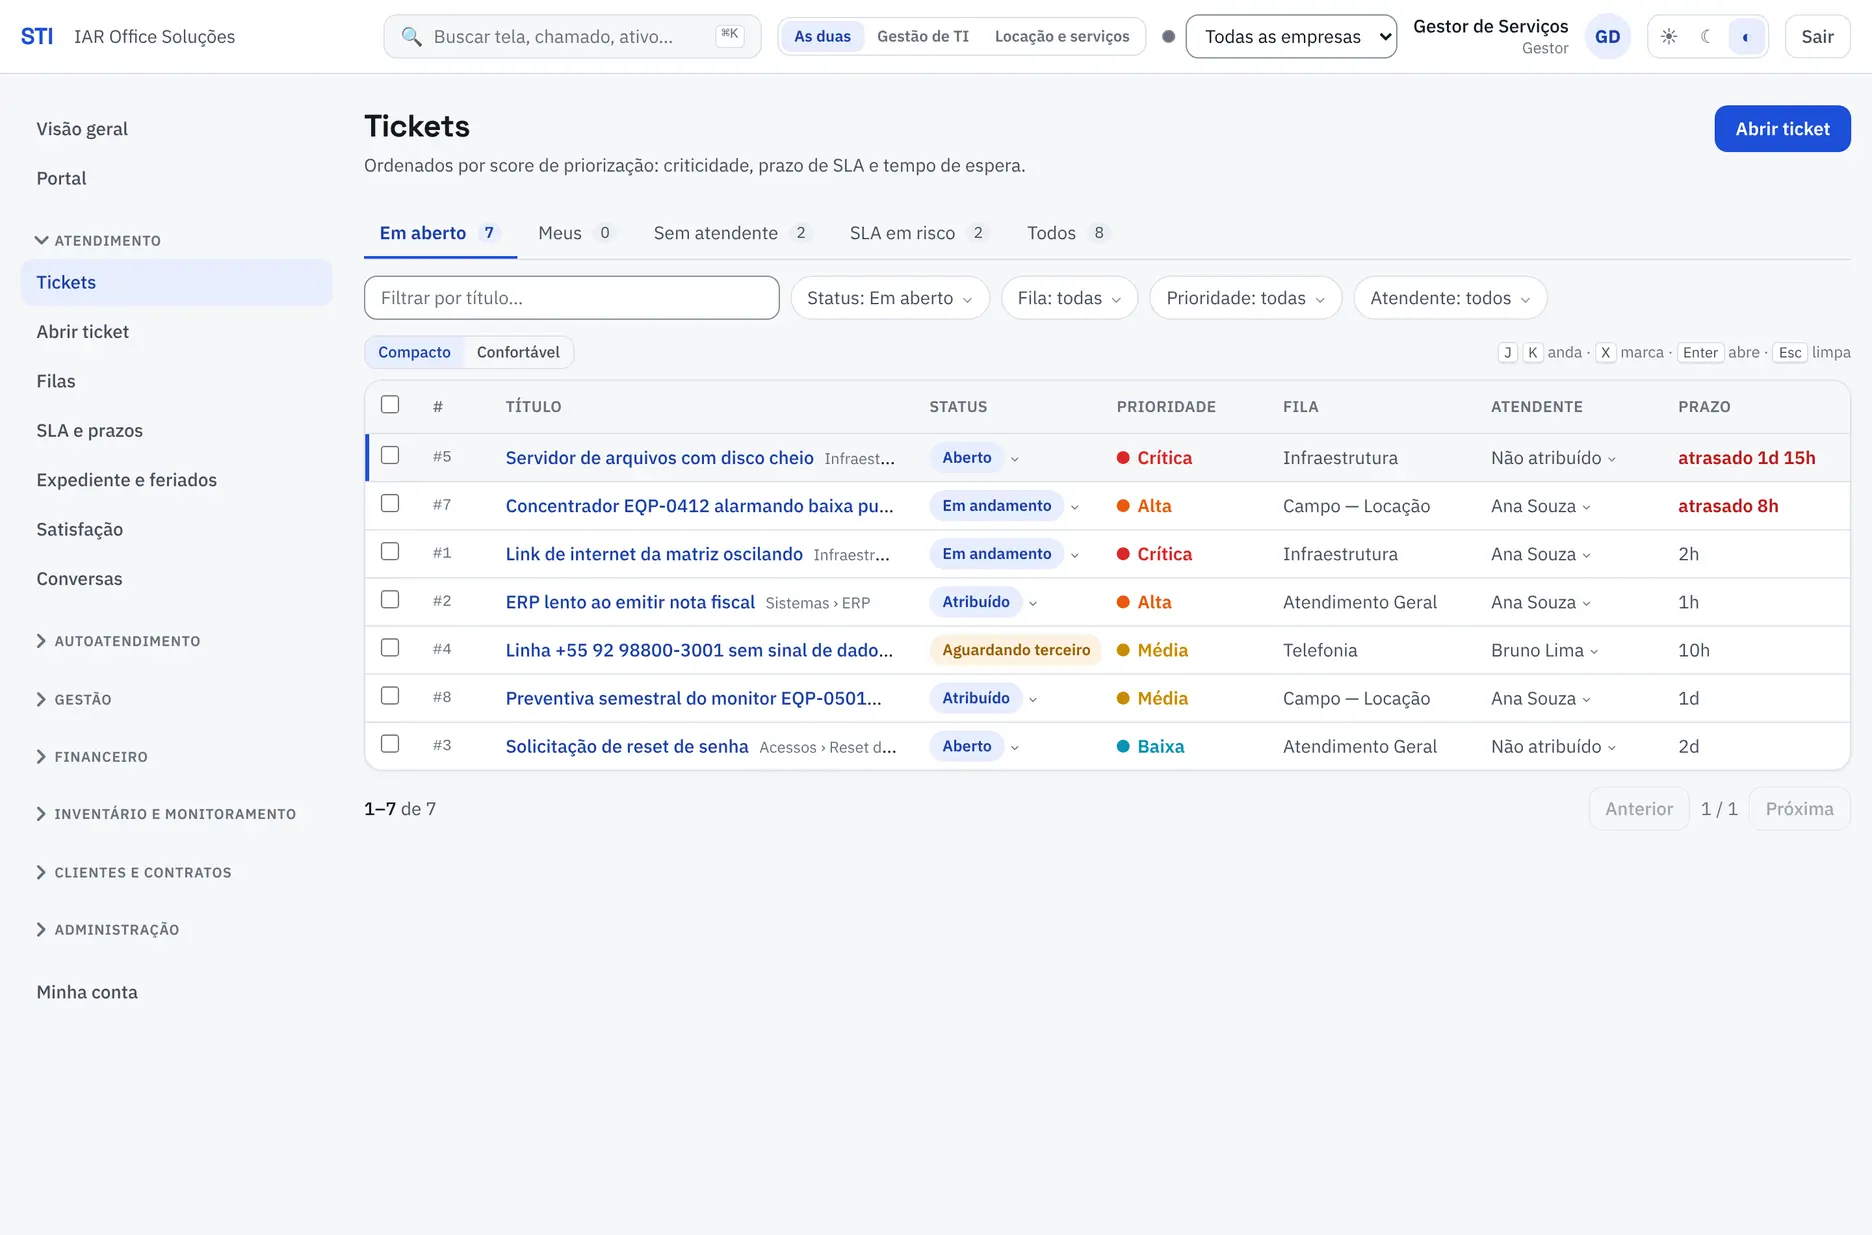 STI IAR Office Soluções Buscar tela, chamado, ativo... ⌘K As duas Gestão de TI Locação e serviços Todas as empresas Gestor de Serviços GD Sair
Gestor
Visão geral
Portal
ATENDIMENTO
Tickets
Abrir ticket
Filas
SLA e prazos
Expediente e feriados
Satisfação
Conversas
AUTOATENDIMENTO
GESTÃO
FINANCEIRO
INVENTÁRIO E MONITORAMENTO
CLIENTES E CONTRATOS
ADMINISTRAÇÃO
Minha conta
Tickets
Abrir ticket
Ordenados por score de priorização: criticidade, prazo de SLA e tempo de espera.
Em aberto 7 Meus 0 Sem atendente 2 SLA em risco 2 Todos 8
Filtrar por título... Status: Em aberto Fila: todas Prioridade: todas Atendente: todos
Compacto Confortável J K anda · X marca · Enter abre · Esc limpa
# TÍTULO STATUS PRIORIDADE FILA ATENDENTE PRAZO
#5 Servidor de arquivos com disco cheio Infraest... Aberto Crítica Infraestrutura Não atribuído atrasado 1d 15h
#7 Concentrador EQP-0412 alarmando baixa pu... Em andamento Alta Campo — Locação Ana Souza atrasado 8h
#1 Link de internet da matriz oscilando Infraestr... Em andamento Crítica Infraestrutura Ana Souza 2h
#2 ERP lento ao emitir nota fiscal Sistemas › ERP Atribuído Alta Atendimento Geral Ana Souza 1h
#4 Linha +55 92 98800-3001 sem sinal de dado... Aguardando terceiro Média Telefonia Bruno Lima 10h
#8 Preventiva semestral do monitor EQP-0501... Atribuído Média Campo — Locação Ana Souza 1d
#3 Solicitação de reset de senha Acessos › Reset d... Aberto Baixa Atendimento Geral Não atribuído 2d
1–7 de 7 Anterior 1 / 1 Próxima